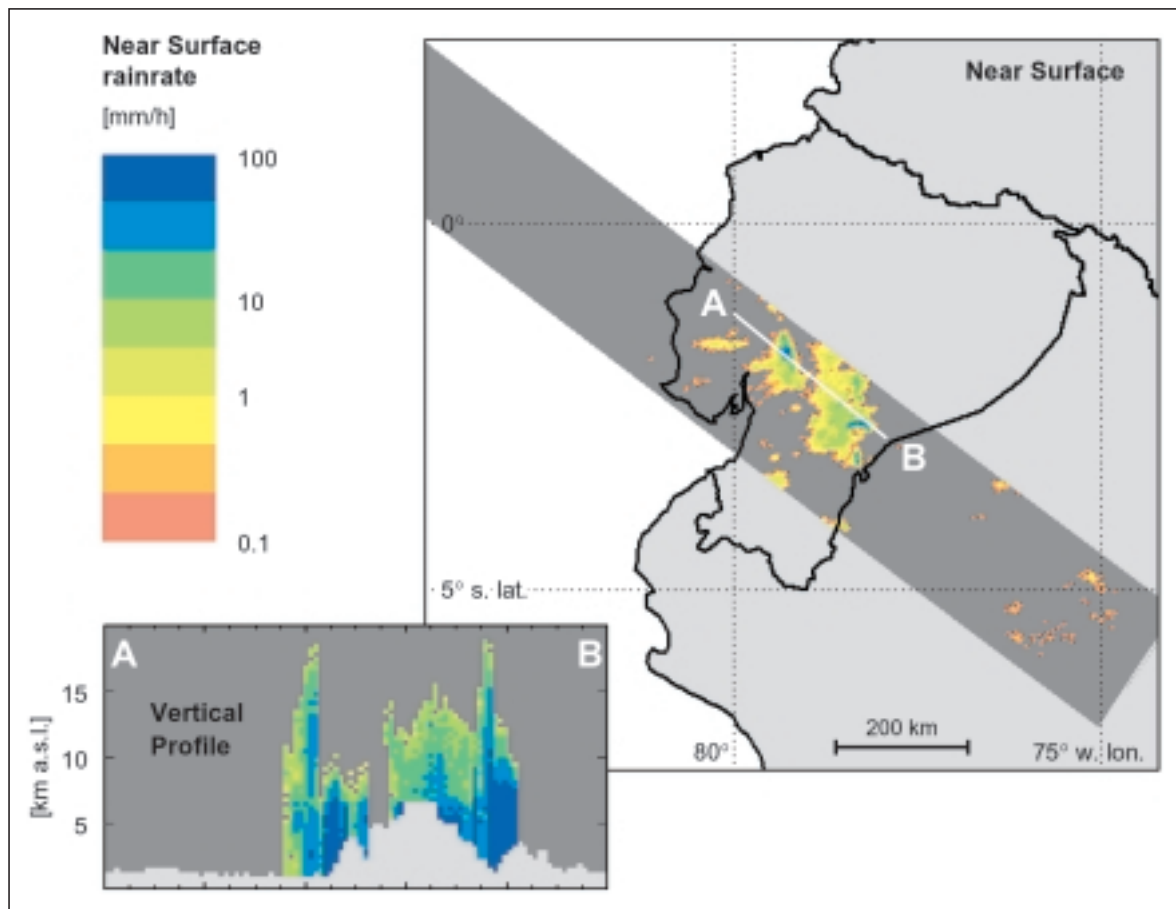 Near Surface
rainrate
[mm/h]
100
10
1
0.1
Near Surface
0°
A
B
5° s. lat.
200 km
80°
75° w. lon.
A
B
Vertical
Profile
15
10
5
[km a.s.l.]